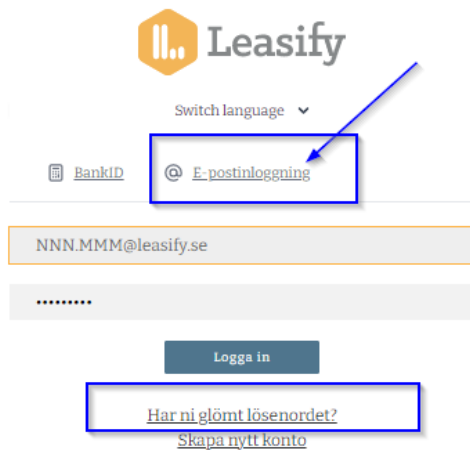 Leasify
Switch language
BankID
E-postinloggning
NNN.MMM@leasify.se
•••••••••
Logga in
Har ni glömt lösenordet?
Skapa nytt konto